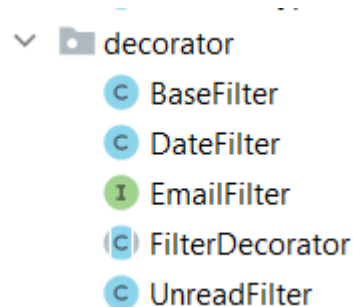 decorator
C BaseFilter
C DateFilter
I EmailFilter
C FilterDecorator
C UnreadFilter